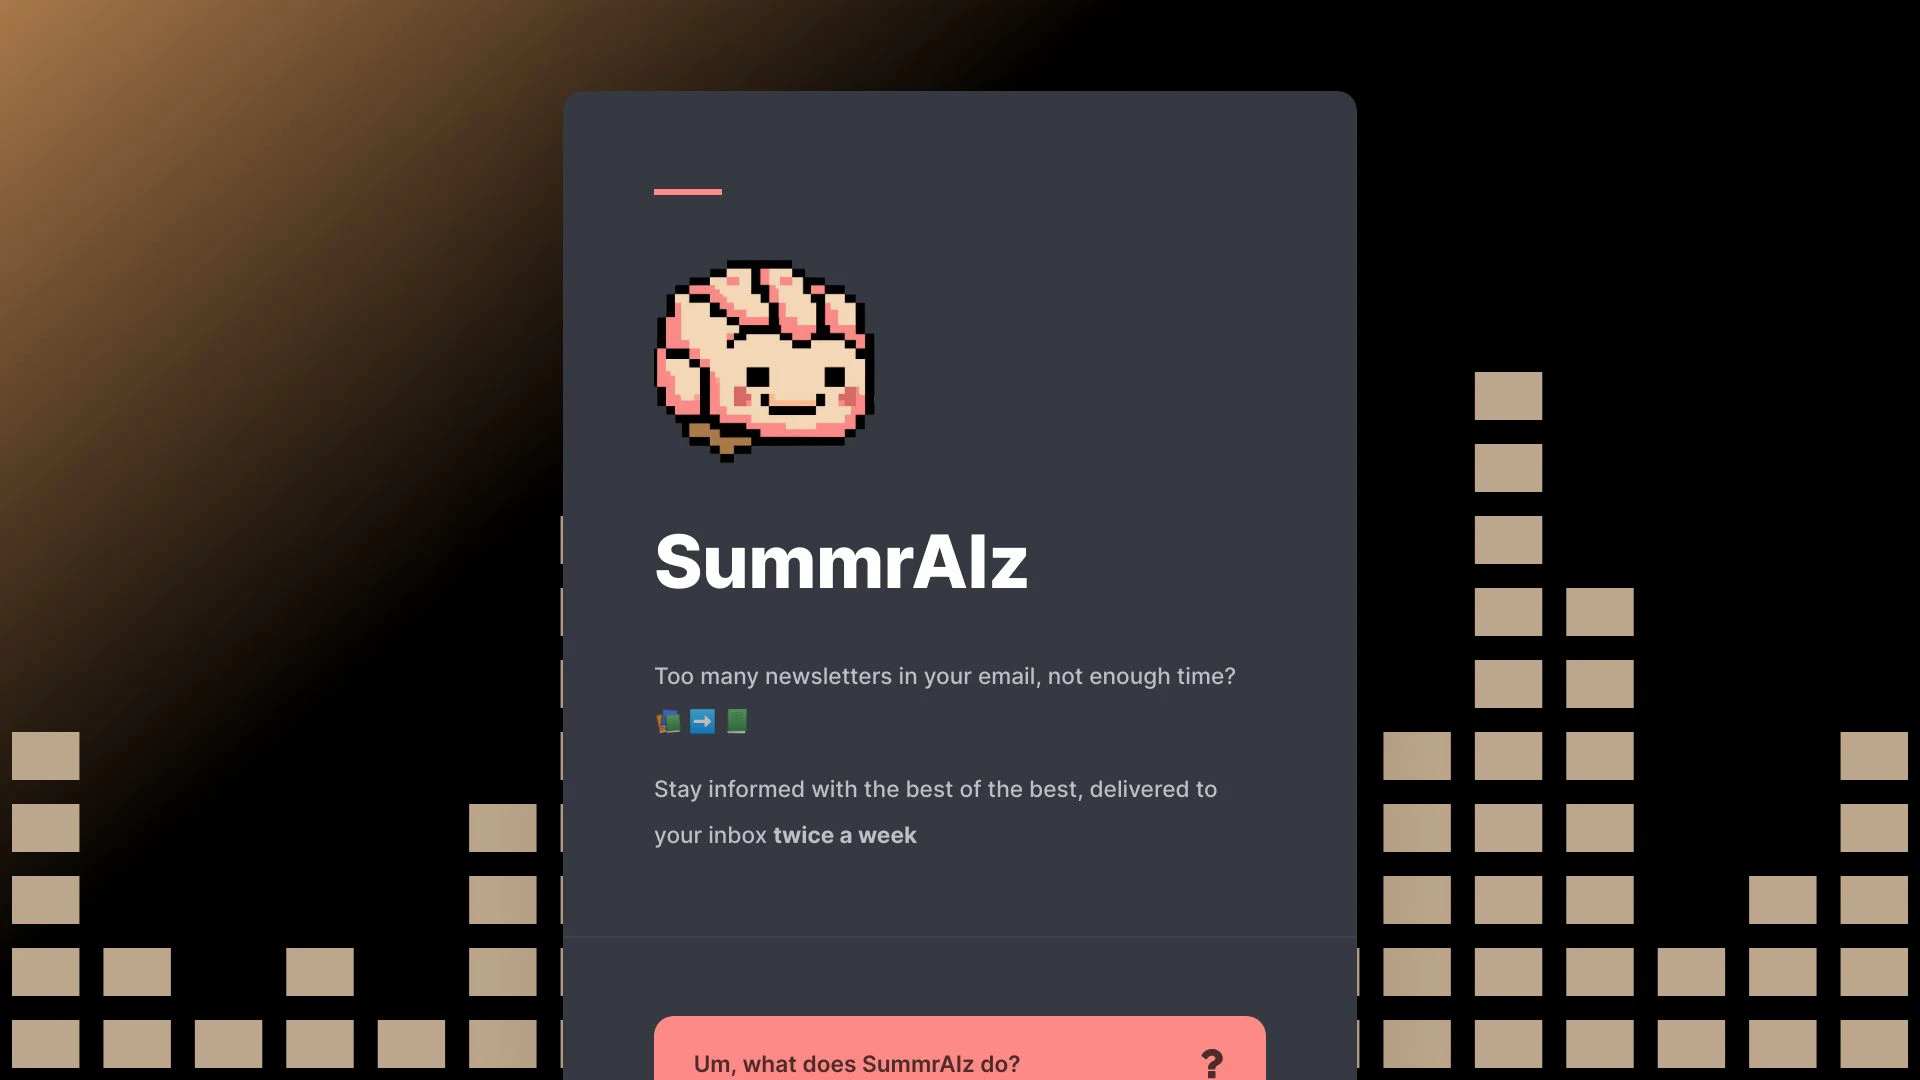 SummrAIz
Too many newsletters in your email, not enough time?
📚 ➡️ 📗
Stay informed with the best of the best, delivered to
your inbox twice a week
Um, what does SummrAIz do? ?